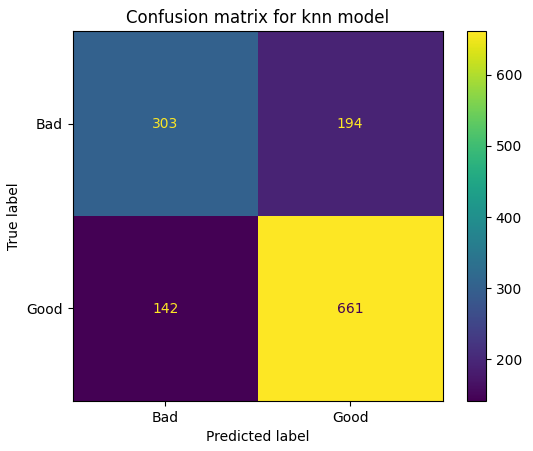 Confusion matrix for knn model
True label
Bad
303
194
Good
142
661
Bad
Good
Predicted label
600
500
400
300
200